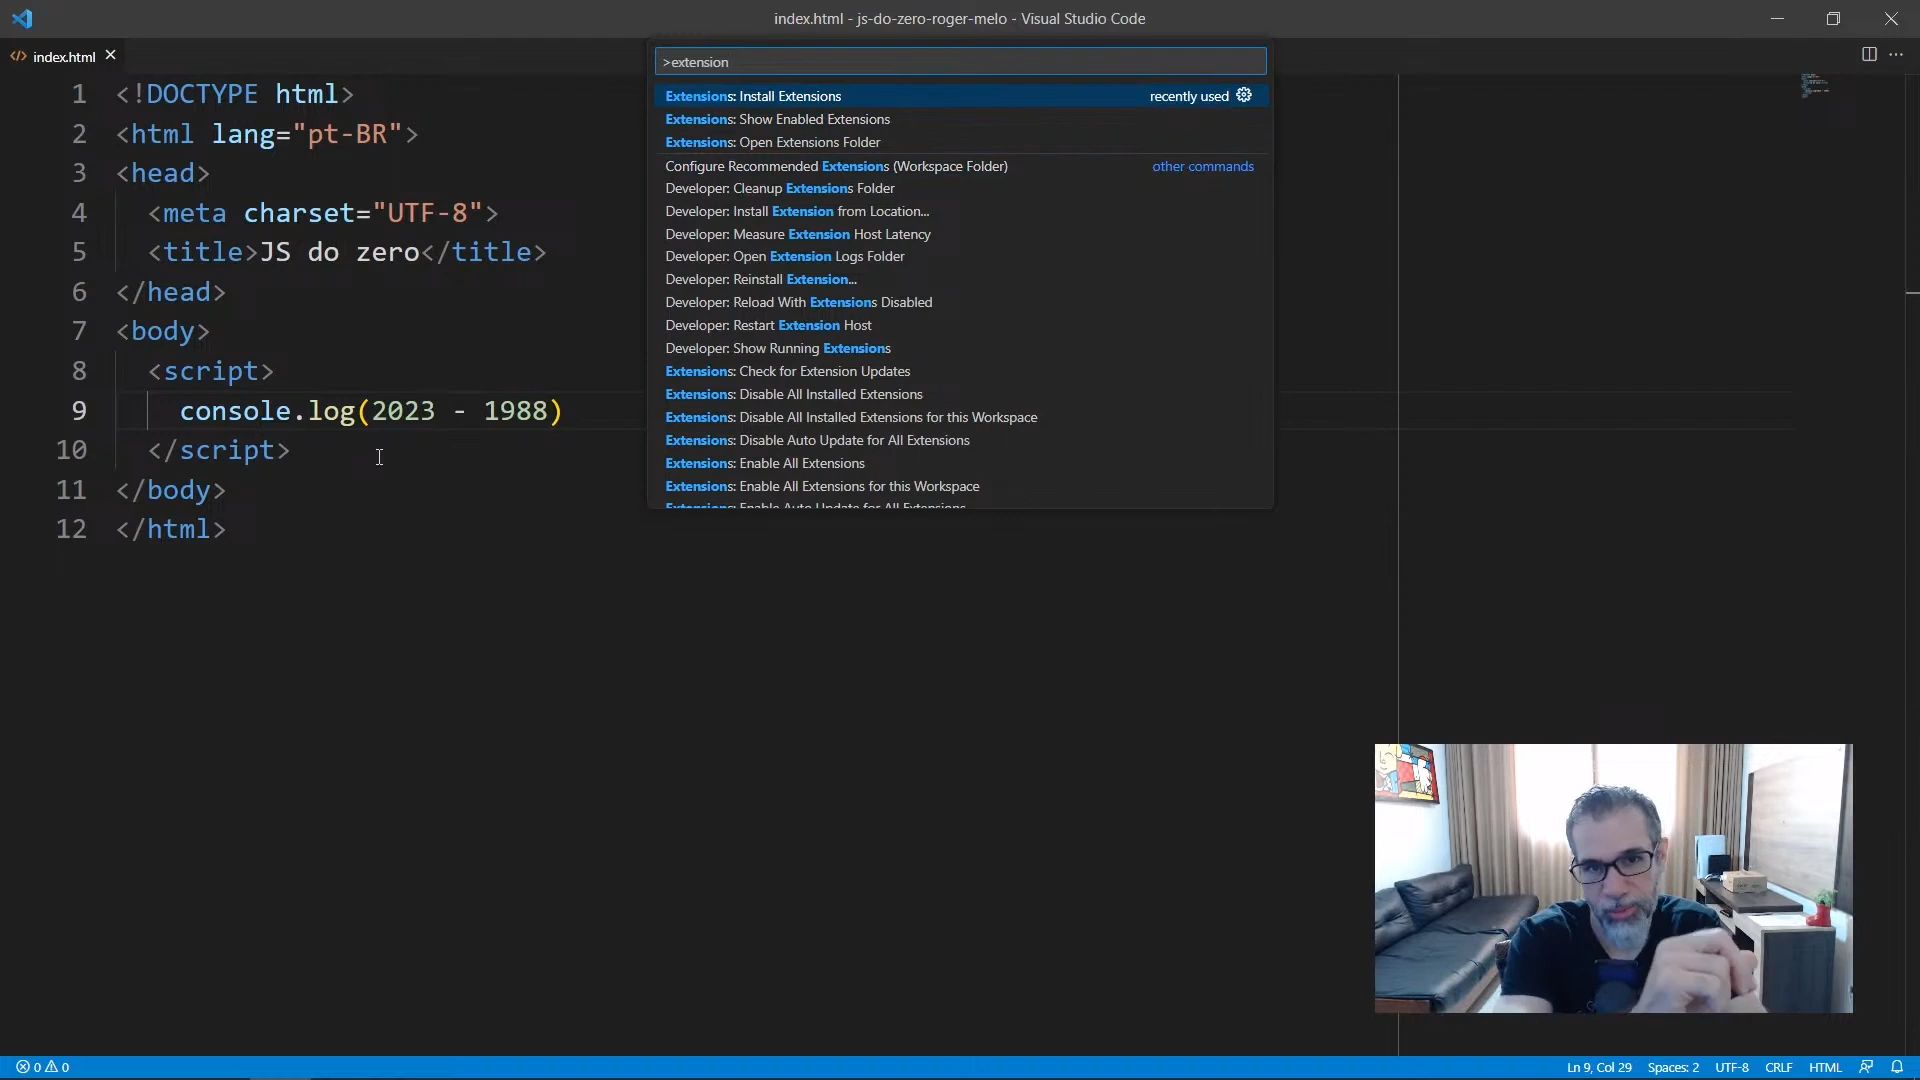 index.html - js-do-zero-roger-melo - Visual Studio Code
index.html
>extension
Extensions: Install Extensions recently used
Extensions: Show Enabled Extensions
Extensions: Open Extensions Folder
Configure Recommended Extensions (Workspace Folder) other commands
Developer: Cleanup Extensions Folder
Developer: Install Extension from Location...
Developer: Measure Extension Host Latency
Developer: Open Extension Logs Folder
Developer: Reinstall Extension...
Developer: Reload With Extensions Disabled
Developer: Restart Extension Host
Developer: Show Running Extensions
Extensions: Check for Extension Updates
Extensions: Disable All Installed Extensions
Extensions: Disable All Installed Extensions for this Workspace
Extensions: Disable Auto Update for All Extensions
Extensions: Enable All Extensions
Extensions: Enable All Extensions for this Workspace
Extensions: Enable Auto Update for All Extensions
1 <!DOCTYPE html>
2 <html lang="pt-BR">
3 <head>
4 <meta charset="UTF-8">
5 <title>JS do zero</title>
6 </head>
7 <body>
8 <script>
9 console.log(2023 - 1988)
10 </script>
11 </body>
12 </html>
0 0
Ln 9, Col 29 Spaces: 2 UTF-8 CRLF HTML